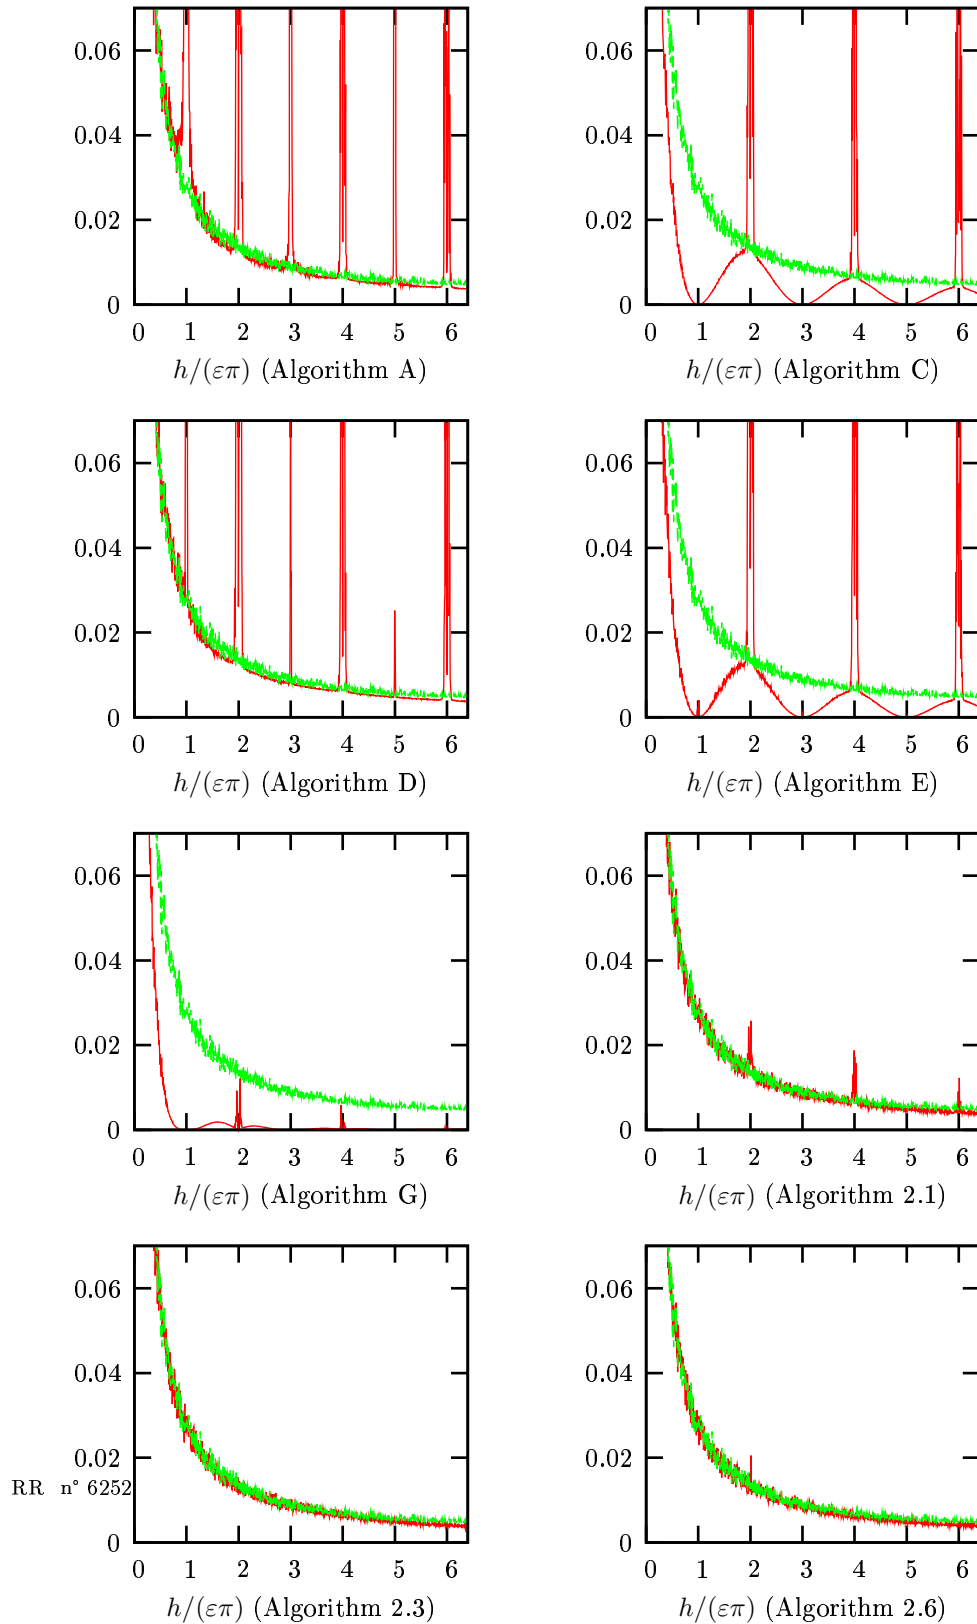 0.06
0.04
0.02
0
0 1 2 3 4 5 6
h/(επ) (Algorithm A)
0.06
0.04
0.02
0
0 1 2 3 4 5 6
h/(επ) (Algorithm C)
0.06
0.04
0.02
0
0 1 2 3 4 5 6
h/(επ) (Algorithm D)
0.06
0.04
0.02
0
0 1 2 3 4 5 6
h/(επ) (Algorithm E)
0.06
0.04
0.02
0
0 1 2 3 4 5 6
h/(επ) (Algorithm G)
0.06
0.04
0.02
0
0 1 2 3 4 5 6
h/(επ) (Algorithm 2.1)
0.06
0.04
0.02
RR n° 6252
0
0 1 2 3 4 5 6
h/(επ) (Algorithm 2.3)
0.06
0.04
0.02
0
0 1 2 3 4 5 6
h/(επ) (Algorithm 2.6)